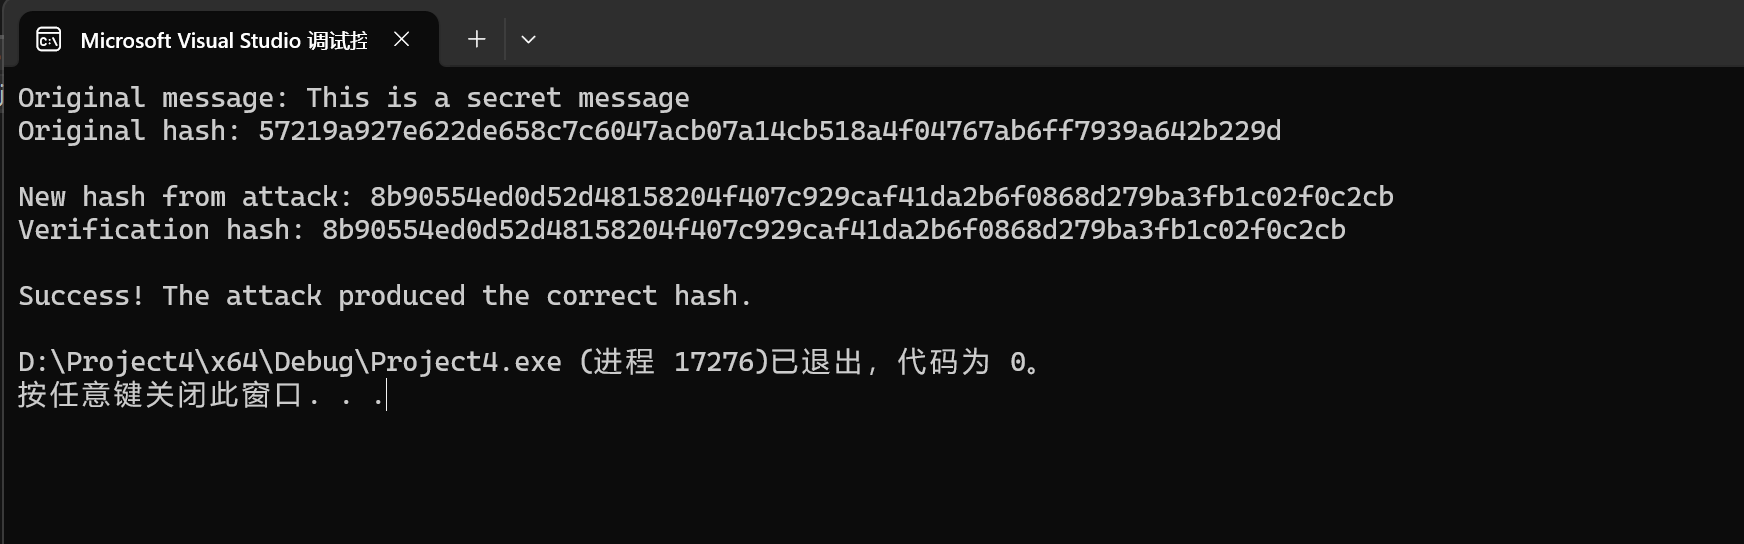 Microsoft Visual Studio 调试控
Original message: This is a secret message
Original hash: 57219a927e622de658c7c6047acb07a14cb518a4f04767ab6ff7939a642b229d
New hash from attack: 8b90554ed0d52d48158204f407c929caf41da2b6f0868d279ba3fb1c02f0c2cb
Verification hash: 8b90554ed0d52d48158204f407c929caf41da2b6f0868d279ba3fb1c02f0c2cb
Success! The attack produced the correct hash.
D:\Project4\x64\Debug\Project4.exe (进程 17276)已退出，代码为 0。
按任意键关闭此窗口. . .